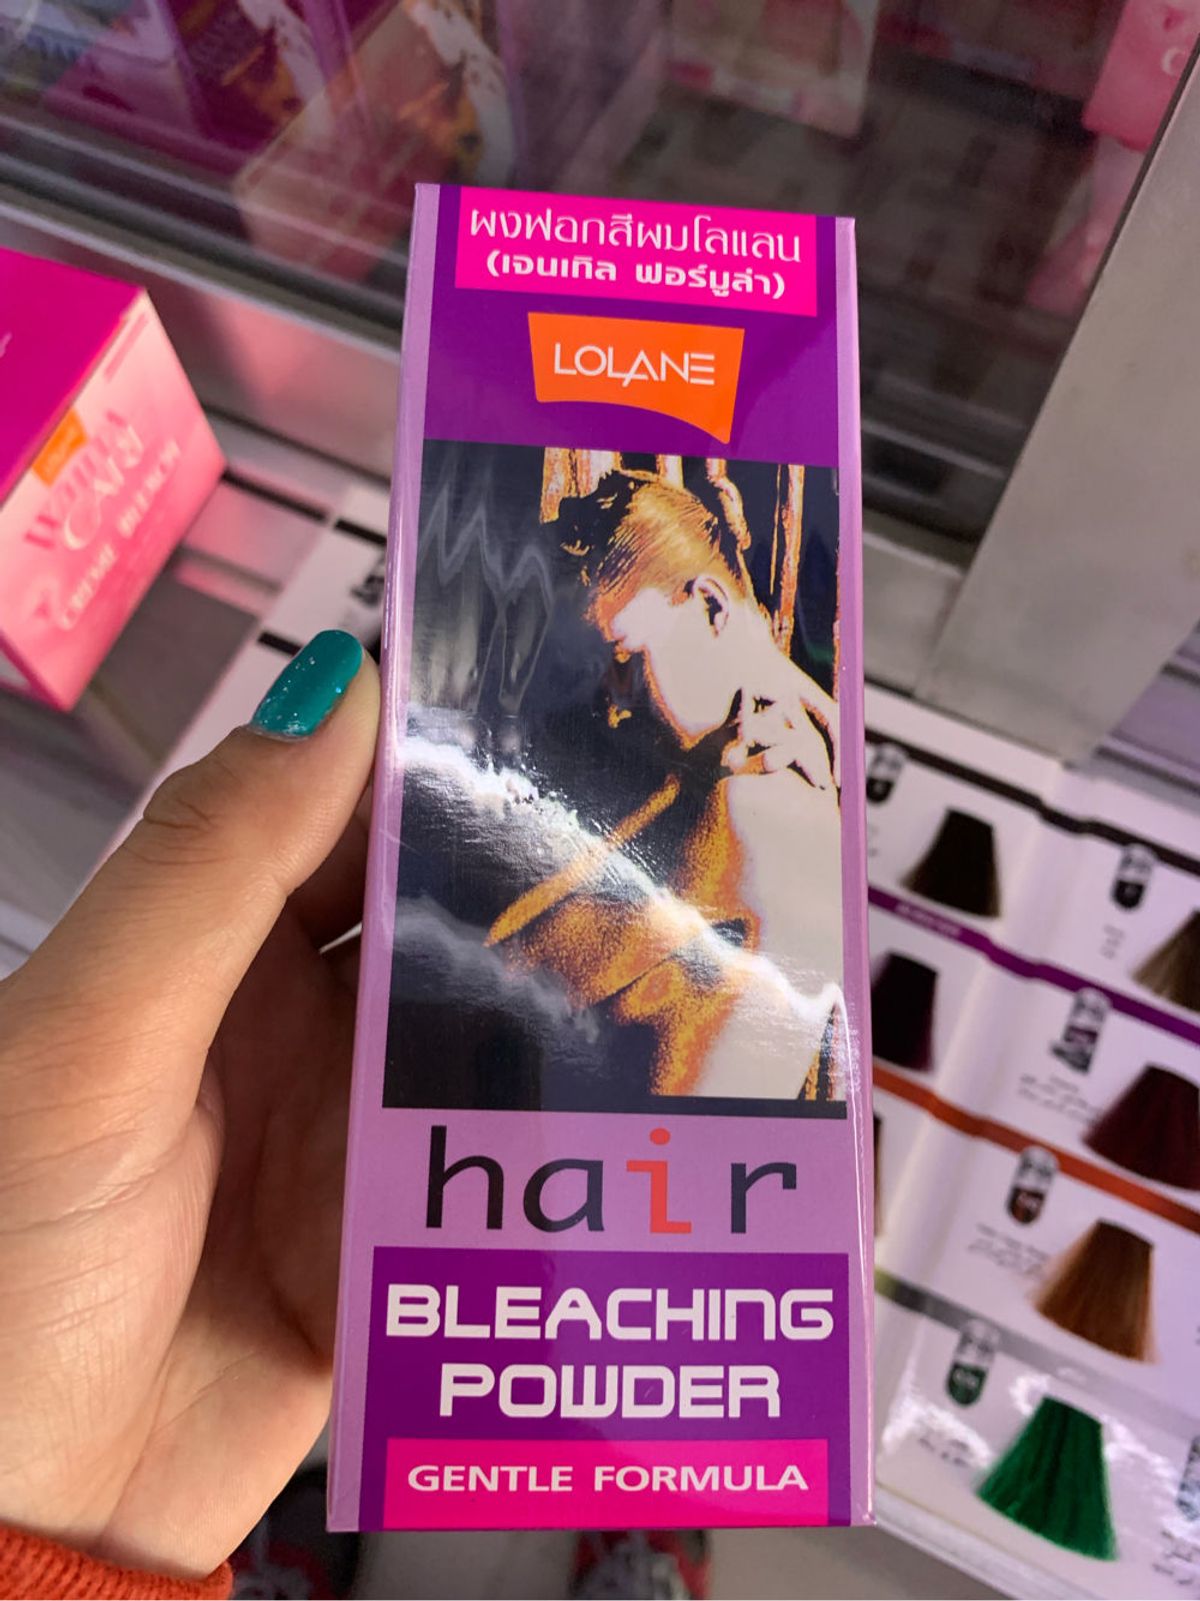 ผงฟอกสีผมโลแลน
(เจนเทิล ฟอร์มูล่า)
LOLANE
hair
BLEACHING
POWDER
GENTLE FORMULA